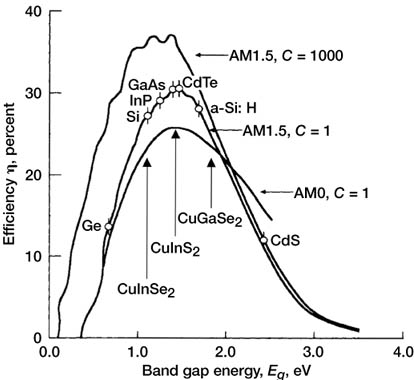 40
30
20
10
0
Efficiency η, percent
AM1.5, C = 1000
GaAs
CdTe
InP
Si
a-Si: H
AM1.5, C = 1
AM0, C = 1
CuGaSe2
Ge
CuInS2
CdS
CuInSe2
0.0 1.0 2.0 3.0 4.0
Band gap energy, Eg, eV